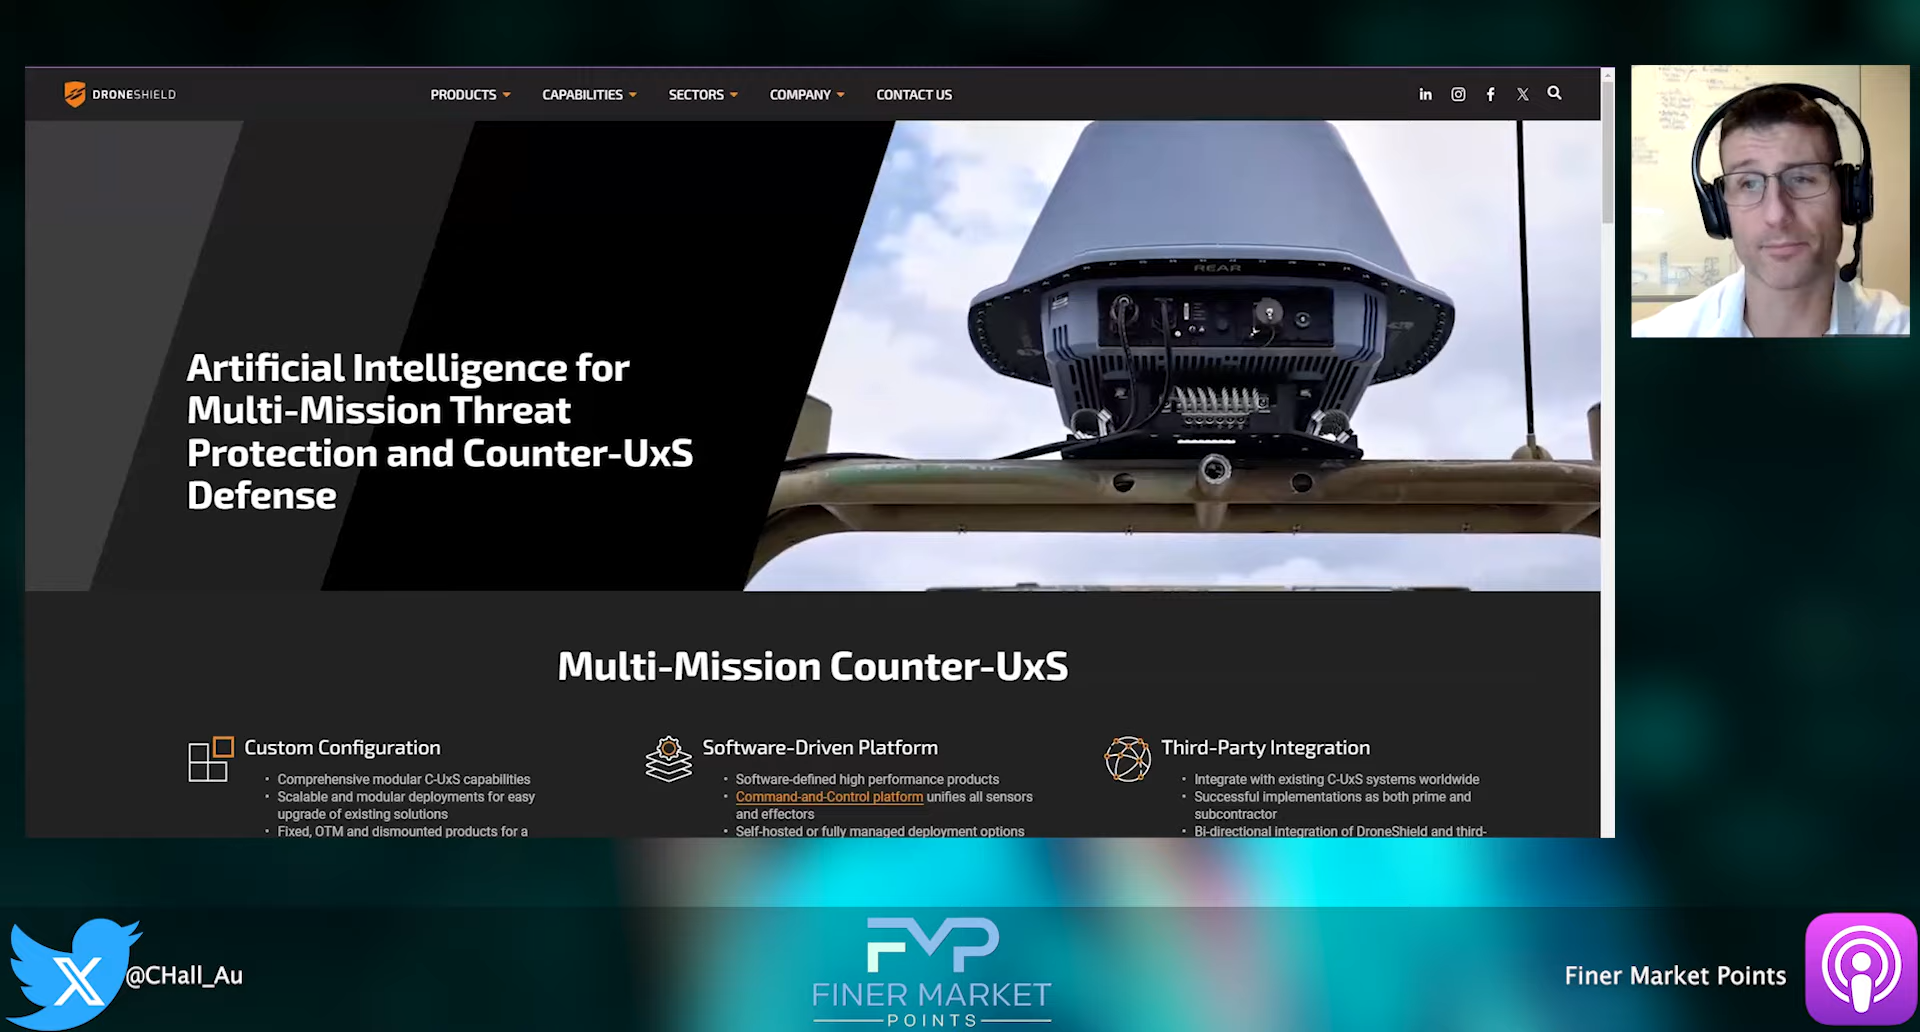 DRONESHIELD
PRODUCTS
CAPABILITIES
SECTORS
COMPANY
CONTACT US
REAR
Artificial Intelligence for
Multi-Mission Threat
Protection and Counter-UxS
Defense
Multi-Mission Counter-UxS
Custom Configuration
• Comprehensive modular C-UxS capabilities
• Scalable and modular deployments for easy
upgrade of existing solutions
• Fixed, OTM and dismounted products for a
Software-Driven Platform
• Software-defined high performance products
• Command-and-Control platform unifies all sensors
and effectors
• Self-hosted or fully managed deployment options
Third-Party Integration
• Integrate with existing C-UxS systems worldwide
• Successful implementations as both prime and
subcontractor
• Bi-directional integration of DroneShield and third-
@CHall_Au
FMP
FINER MARKET
POINTS
Finer Market Points